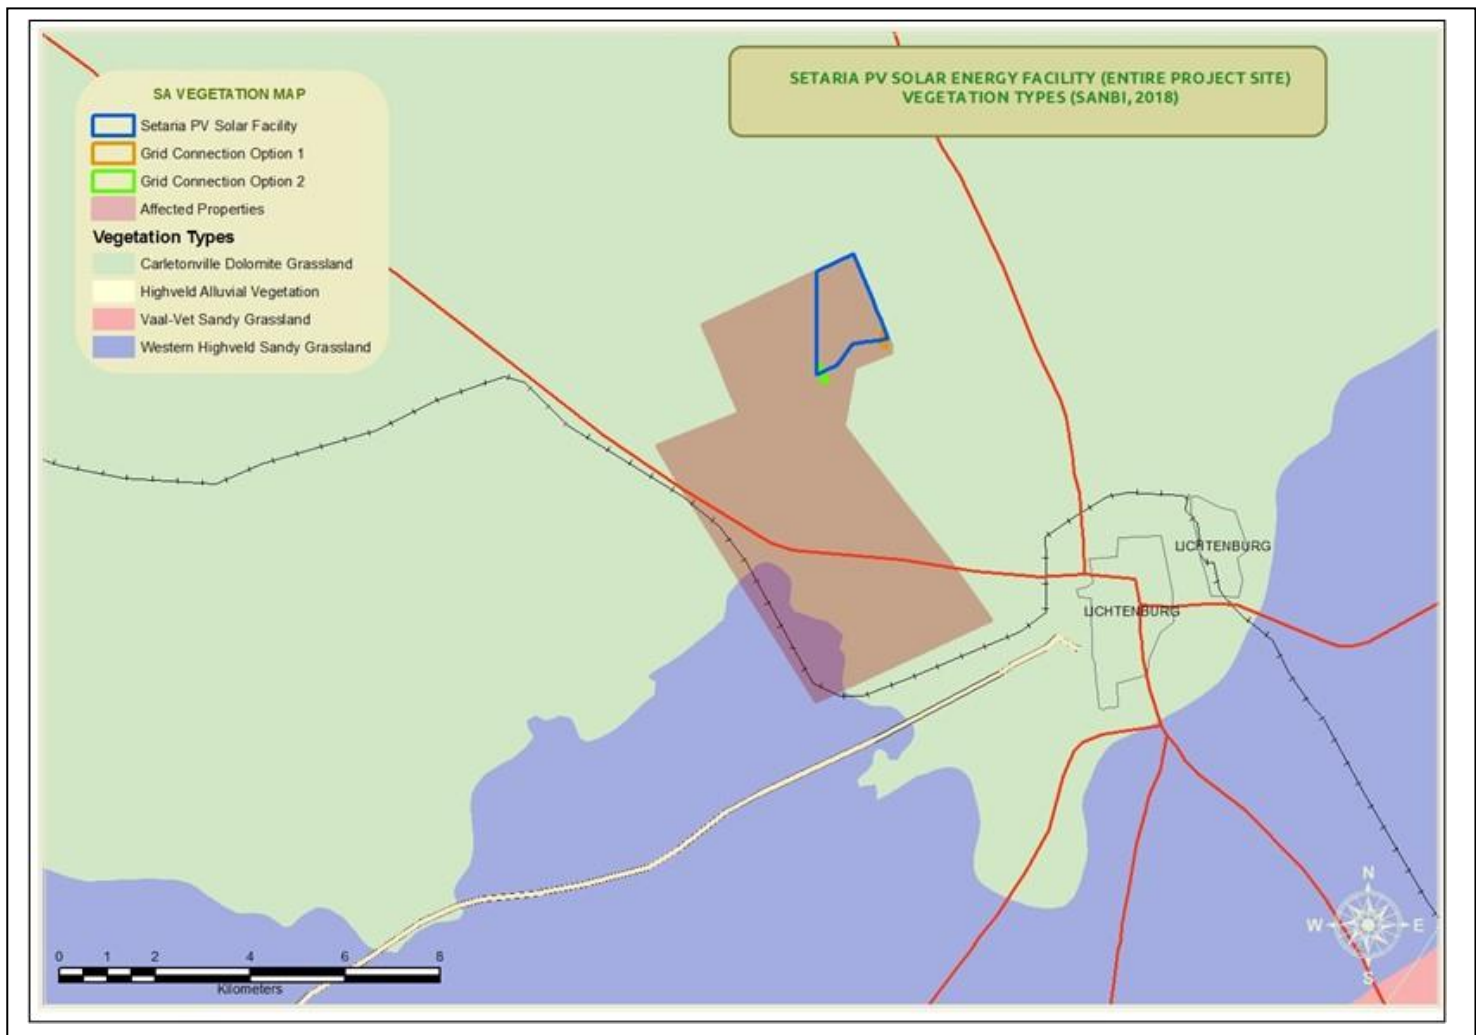 SETARIA PV SOLAR ENERGY FACILITY (ENTIRE PROJECT SITE)
VEGETATION TYPES (SANBI, 2018)
SA VEGETATION MAP
Setaria PV Solar Facility
Grid Connection Option 1
Grid Connection Option 2
Affected Properties
Vegetation Types
Carletonville Dolomite Grassland
Highveld Alluvial Vegetation
Vaal-Vet Sandy Grassland
Western Highveld Sandy Grassland
LICHTENBURG
LICHTENBURG
N
W E
S
0 1 2 4 6 8
Kilometers